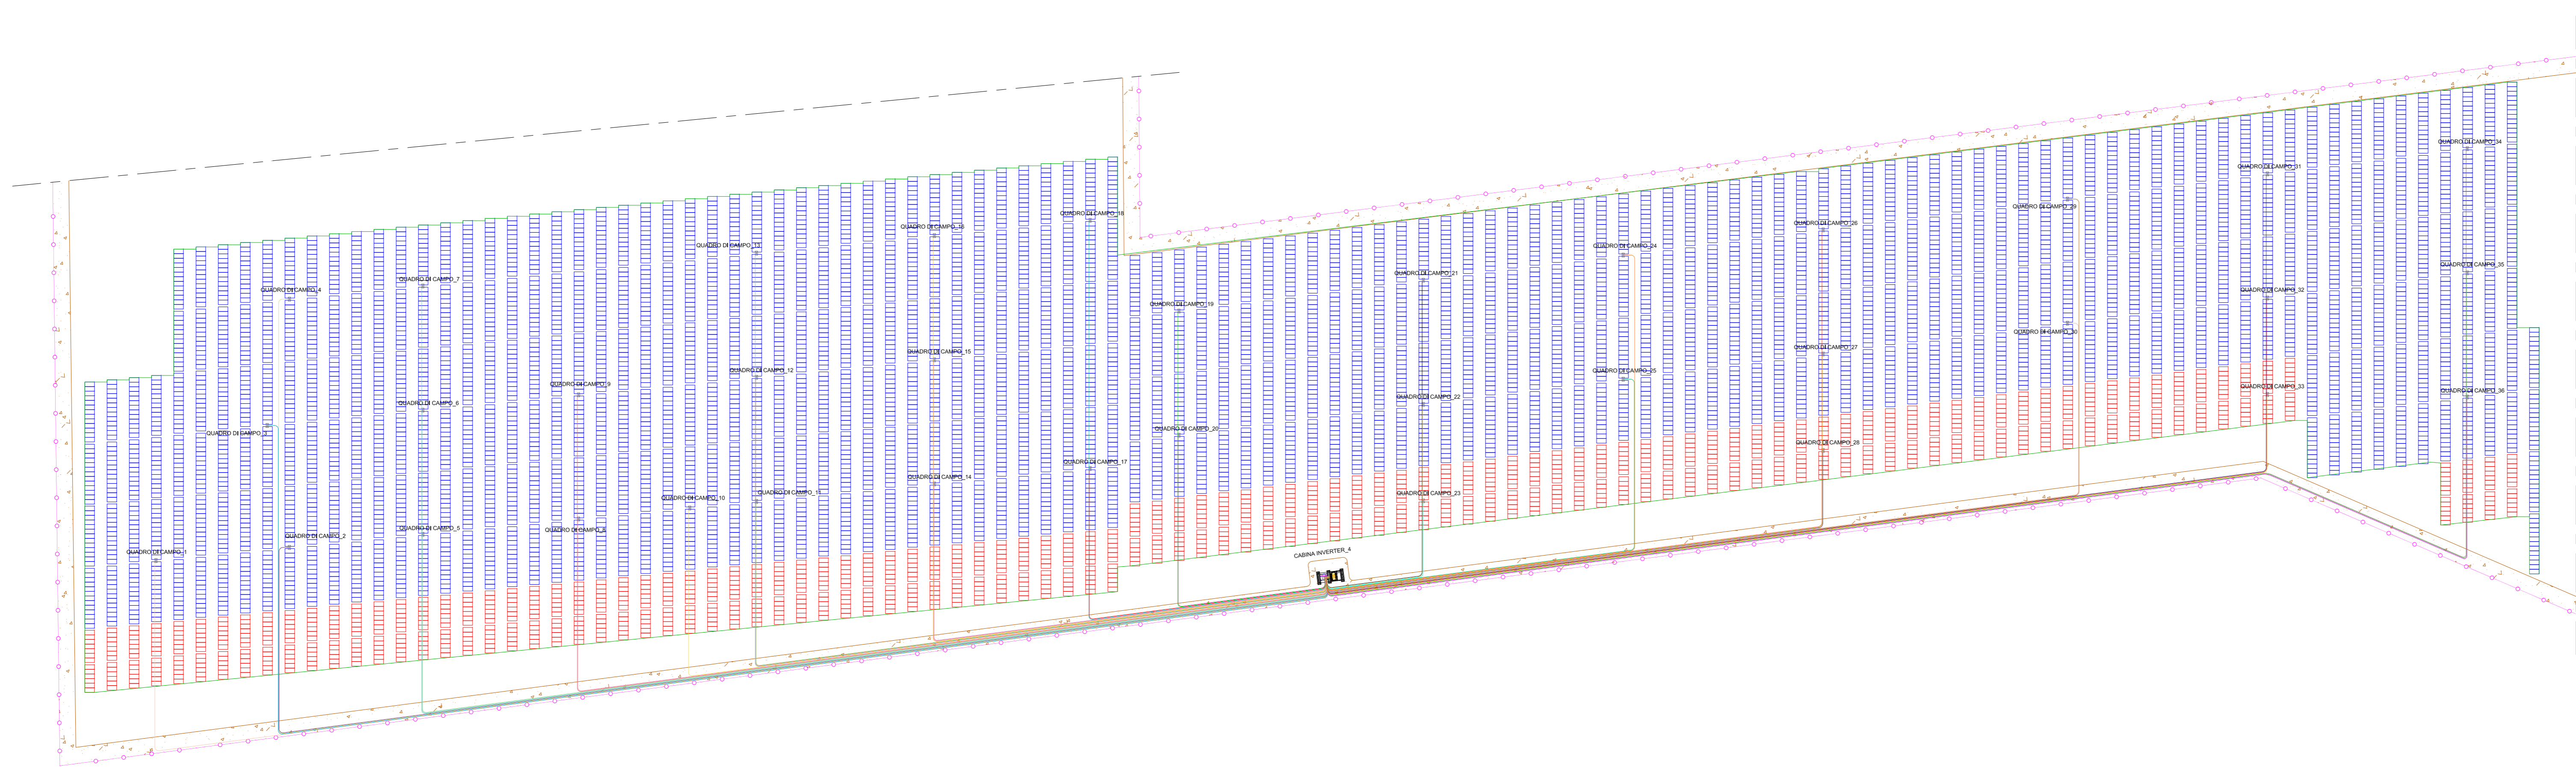 QUADRO DI CAMPO_1
QUADRO DI CAMPO_2
QUADRO DI CAMPO_3
QUADRO DI CAMPO_4
QUADRO DI CAMPO_5
QUADRO DI CAMPO_6
QUADRO DI CAMPO_7
QUADRO DI CAMPO_8
QUADRO DI CAMPO_9
QUADRO DI CAMPO_10
QUADRO DI CAMPO_11
QUADRO DI CAMPO_12
QUADRO DI CAMPO_13
QUADRO DI CAMPO_14
QUADRO DI CAMPO_15
QUADRO DI CAMPO_16
QUADRO DI CAMPO_17
QUADRO DI CAMPO_18
QUADRO DI CAMPO_19
QUADRO DI CAMPO_20
QUADRO DI CAMPO_21
QUADRO DI CAMPO_22
QUADRO DI CAMPO_23
CABINA INVERTER_4
QUADRO DI CAMPO_24
QUADRO DI CAMPO_25
QUADRO DI CAMPO_26
QUADRO DI CAMPO_27
QUADRO DI CAMPO_28
QUADRO DI CAMPO_29
QUADRO DI CAMPO_30
QUADRO DI CAMPO_31
QUADRO DI CAMPO_32
QUADRO DI CAMPO_33
QUADRO DI CAMPO_34
QUADRO DI CAMPO_35
QUADRO DI CAMPO_36